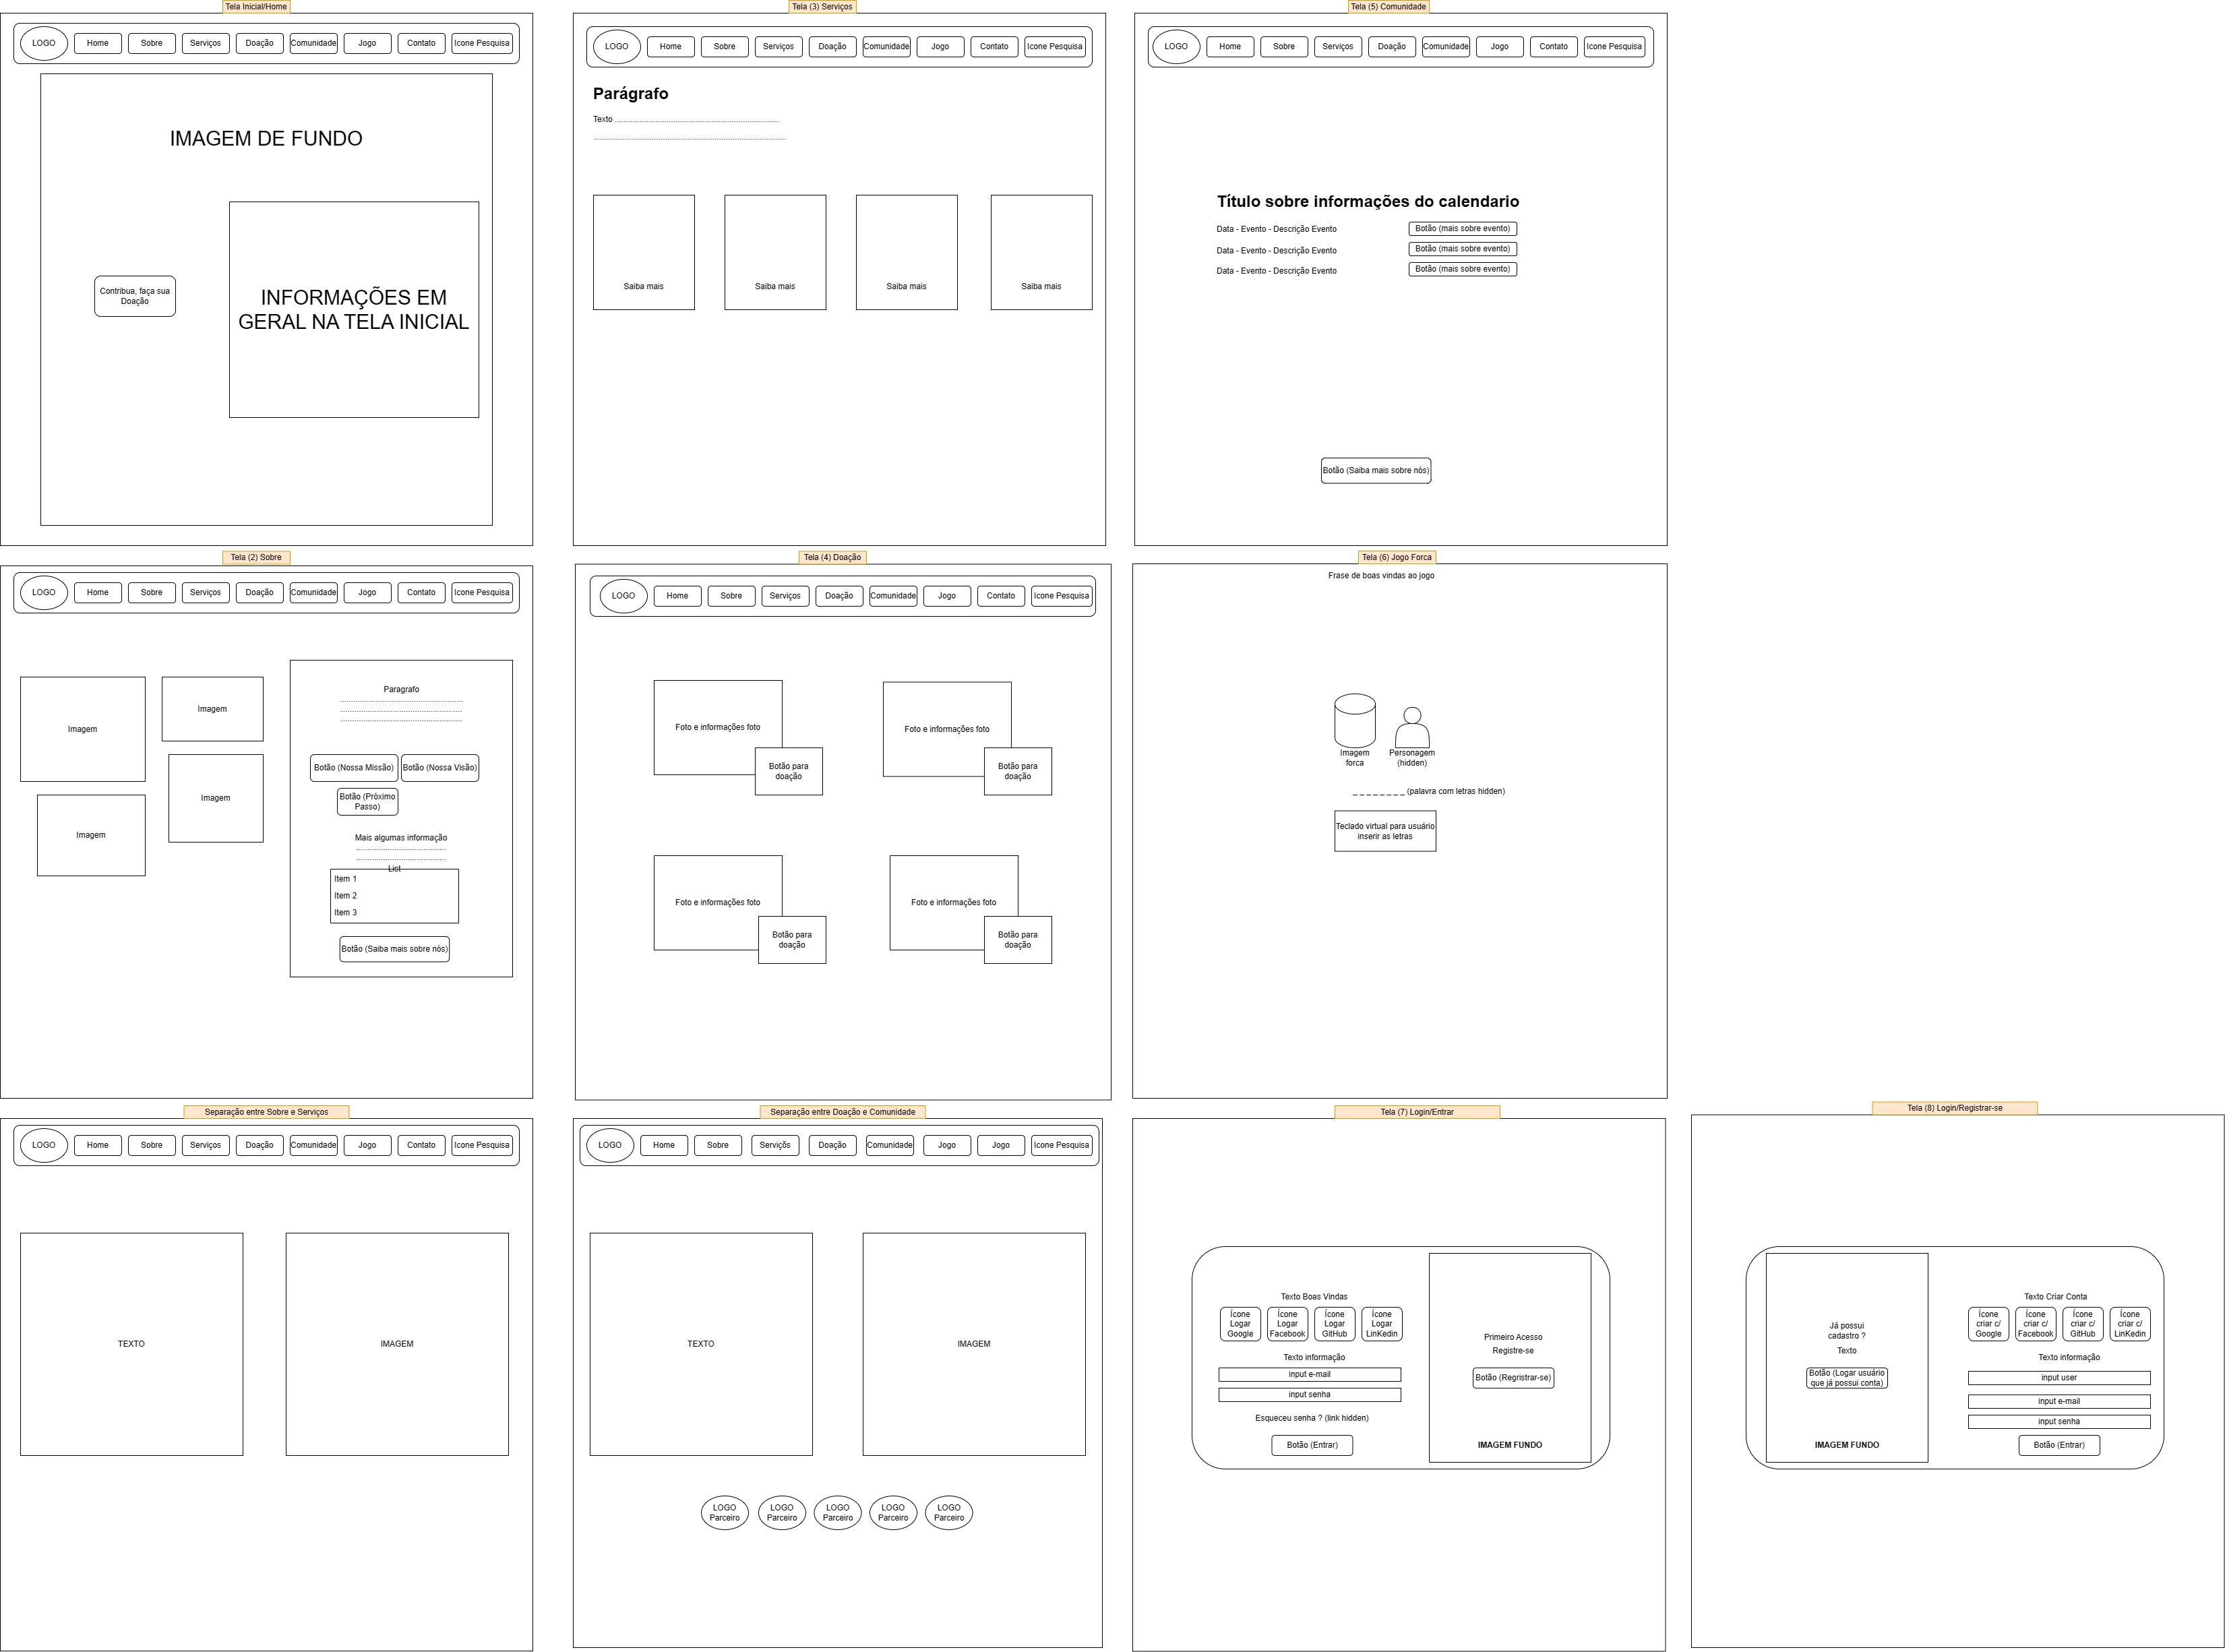 Tela Inicial/Home
LOGO
Home
Sobre
Serviços
Doação
Comunidade
Jogo
Contato
Icone Pesquisa
IMAGEM DE FUNDO
Contribua, faça sua
Doação
INFORMAÇÕES EM
GERAL NA TELA INICIAL
Tela (3) Serviços
LOGO
Home
Sobre
Serviços
Doação
Comunidade
Jogo
Contato
Icone Pesquisa
Parágrafo
Texto ................................................................................
..............................................................................................
Saiba mais
Saiba mais
Saiba mais
Saiba mais
Tela (5) Comunidade
LOGO
Home
Sobre
Serviços
Doação
Comunidade
Jogo
Contato
Icone Pesquisa
Título sobre informações do calendario
Data - Evento - Descrição Evento
Botão (mais sobre evento)
Data - Evento - Descrição Evento
Botão (mais sobre evento)
Data - Evento - Descrição Evento
Botão (mais sobre evento)
Botão (Saiba mais sobre nós)
Tela (2) Sobre
LOGO
Home
Sobre
Serviços
Doação
Comunidade
Jogo
Contato
Icone Pesquisa
Imagem
Imagem
Imagem
Imagem
Paragrafo
............................................................
...........................................................
...........................................................
Botão (Nossa Missão)
Botão (Nossa Visão)
Botão (Próximo
Passo)
Mais algumas informação
............................................
............................................
List
Item 1
Item 2
Item 3
Botão (Saiba mais sobre nós)
Tela (4) Doação
LOGO
Home
Sobre
Serviços
Doação
Comunidade
Jogo
Contato
Icone Pesquisa
Foto e informações foto
Botão para
doação
Foto e informações foto
Botão para
doação
Foto e informações foto
Botão para
doação
Foto e informações foto
Botão para
doação
Tela (6) Jogo Forca
Frase de boas vindas ao jogo
Imagem
forca
Personagem
(hidden)
_ _ _ _ _ _ _ _ (palavra com letras hidden)
Teclado virtual para usuário
inserir as letras
Separação entre Sobre e Serviços
LOGO
Home
Sobre
Serviços
Doação
Comunidade
Jogo
Contato
Icone Pesquisa
TEXTO
IMAGEM
Separação entre Doação e Comunidade
LOGO
Home
Sobre
Serviçõs
Doação
Comunidade
Jogo
Jogo
Icone Pesquisa
TEXTO
IMAGEM
LOGO
Parceiro
LOGO
Parceiro
LOGO
Parceiro
LOGO
Parceiro
LOGO
Parceiro
Tela (7) Login/Entrar
Texto Boas Vindas
Ícone
Logar
Google
Ícone
Logar
Facebook
Ícone
Logar
GitHub
Ícone
Logar
LinKedin
Texto informação
input e-mail
input senha
Esqueceu senha ? (link hidden)
Botão (Entrar)
Primeiro Acesso
Registre-se
Botão (Regristrar-se)
IMAGEM FUNDO
Tela (8) Login/Registrar-se
Já possui
cadastro ?
Texto
Botão (Logar usuário
que já possui conta)
IMAGEM FUNDO
Texto Criar Conta
Ícone
criar c/
Google
Ícone
criar c/
Facebook
Ícone
criar c/
GitHub
Ícone
criar c/
LinKedin
Texto informação
input user
input e-mail
input senha
Botão (Entrar)